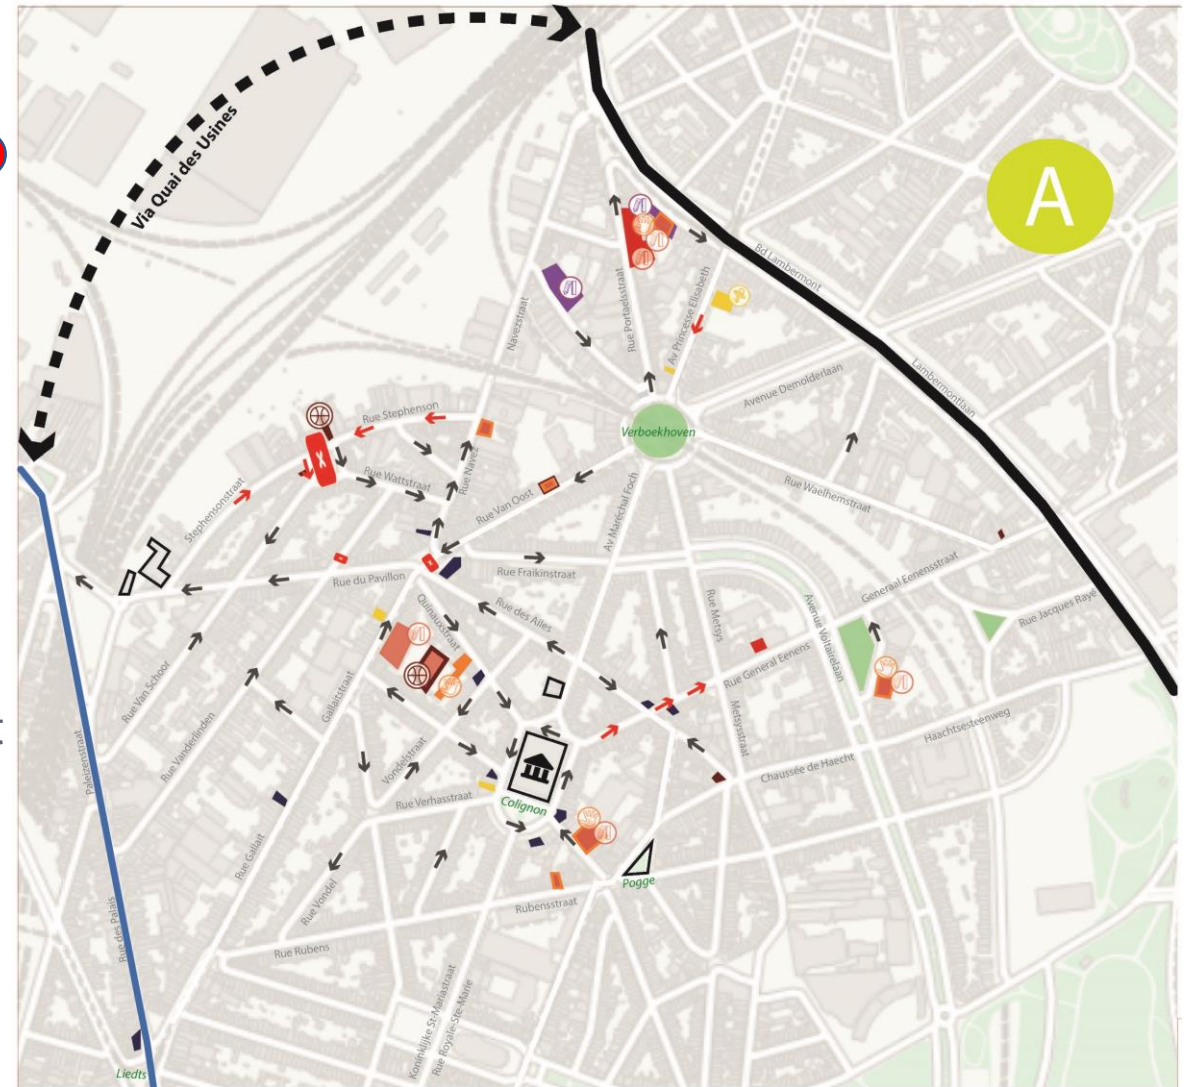 Via Quai des Usines
A
Bd Lambermont
Navezstraat
Rue Portaelsstraat
Av Princesse Elisabeth
Lambermontlaan
Avenue Demolderlaan
Rue Stephenson
Verboekhoven
Rue Wattstraat
Rue Navez
Stephensonstraat
Rue Van Oost
Av Maréchal Foch
Rue Waelhemstraat
Rue du Pavillon
Rue Fraikinstraat
Generaal Eenensstraat
Rue Jacques Rayé
Quinauxstraat
Rue des Ailes
Rue Metsys
Avenue Voltairelaan
Rue General Eenens
Rue Van Schoor
Gallaitstraat
Rue Vanderlinden
Metsysstraat
Haachtsesteenweg
Paleizenstraat
Vondelstraat
Chaussée de Haecht
Rue Verhasstraat
Colignon
Rue Gallait
Pogge
Rue Vondel
Rubensstraat
Rue des Palais
Rue Rubens
Koninklijke St-Mariastraat
Rue Royale-Ste-Marie
Liedts